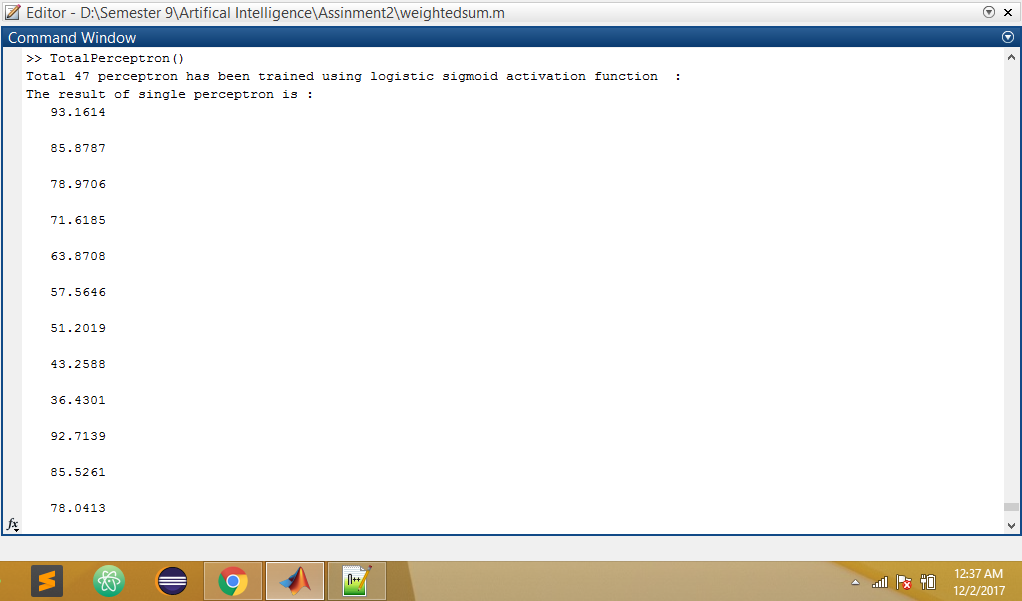 Editor - D:\Semester 9\Artifical Intelligence\Assinment2\weightedsum.m
Command Window
>> TotalPerceptron()
Total 47 perceptron has been trained using logistic sigmoid activation function  :
The result of single perceptron is :
93.1614
85.8787
78.9706
71.6185
63.8708
57.5646
51.2019
43.2588
36.4301
92.7139
85.5261
78.0413
fx
n++
12:37 AM
12/2/2017